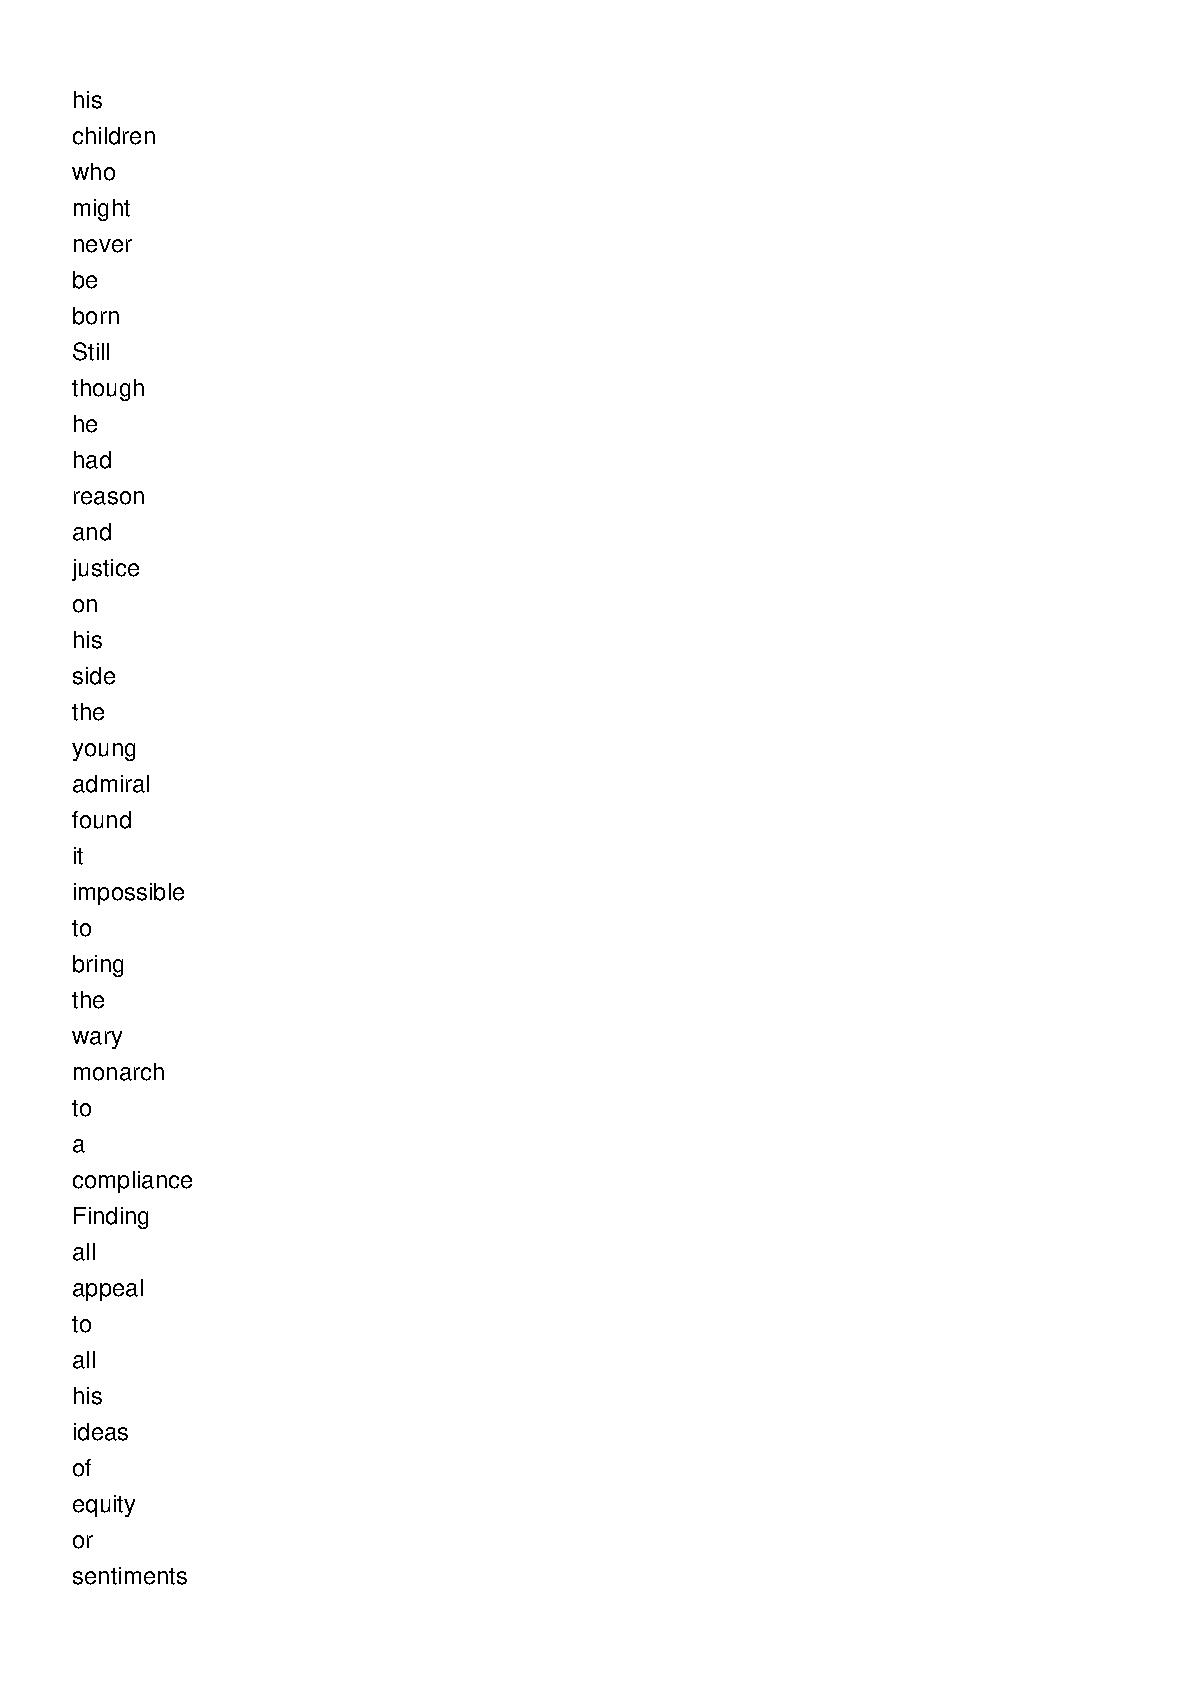 his
children
who
might
never
be
born
Still
though
he
had
reason
and
justice
on
his
side
the
young
admiral
found
it
impossible
to
bring
the
wary
monarch
to
a
compliance
Finding
all
appeal
to
all
his
ideas
of
equity
or
sentiments